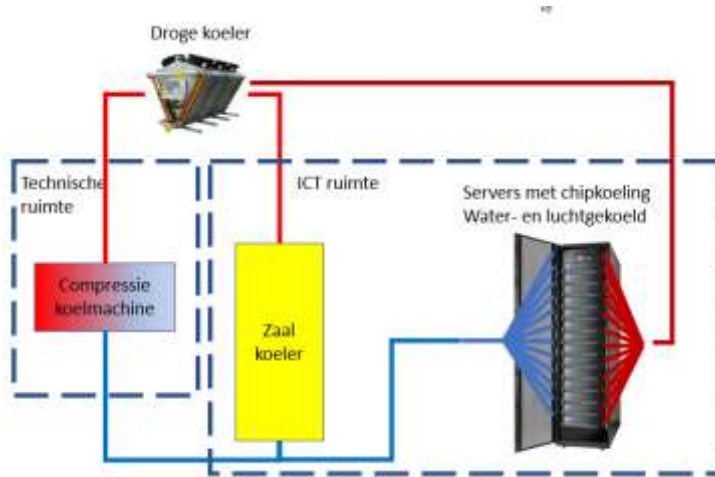 Droge koeler
Technische
ruimte
ICT ruimte
Servers met chipkoeling
Water- en luchtgekoeld
Compressie
koelmachine
Zaal
koeler